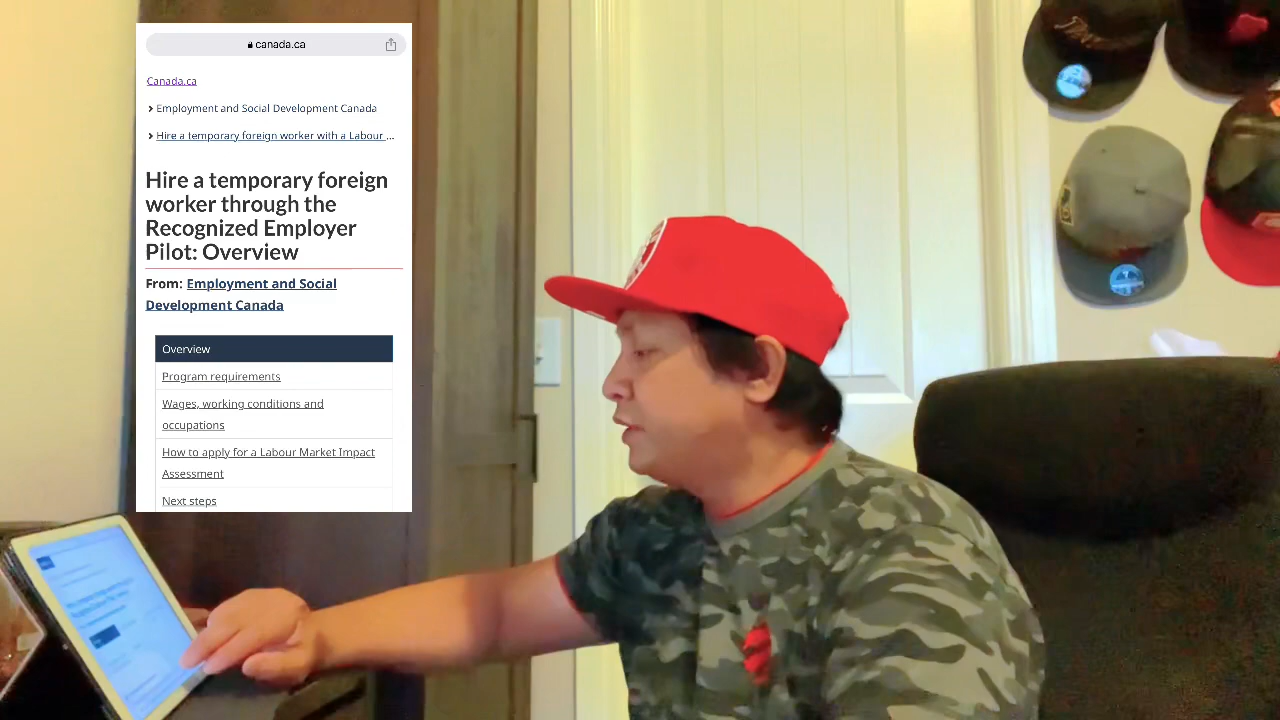 canada.ca
Canada.ca
Employment and Social Development Canada
Hire a temporary foreign worker with a Labour ...
Hire a temporary foreign
worker through the
Recognized Employer
Pilot: Overview
From: Employment and Social
Development Canada
Overview
Program requirements
Wages, working conditions and
occupations
How to apply for a Labour Market Impact
Assessment
Next steps